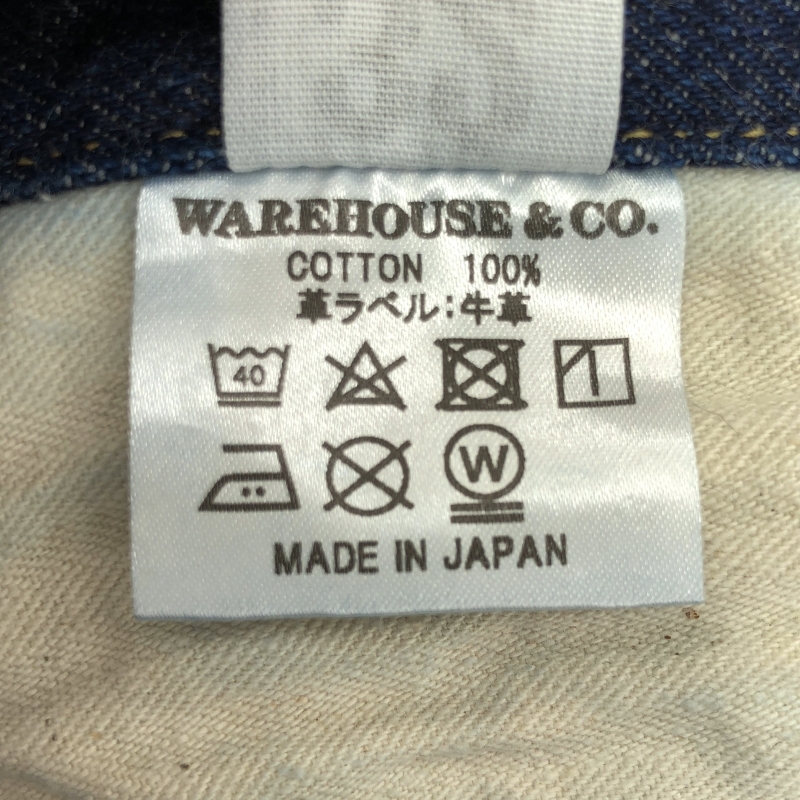 WAREHOUSE & CO.
COTTON 100%
革ラベル:牛革
40
W
MADE IN JAPAN